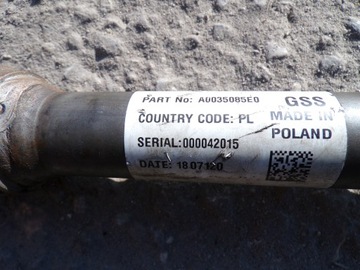 PART No: A0035085E0 GSS
COUNTRY CODE: PL MADE IN
SERIAL:000042015 POLAND
DATE: